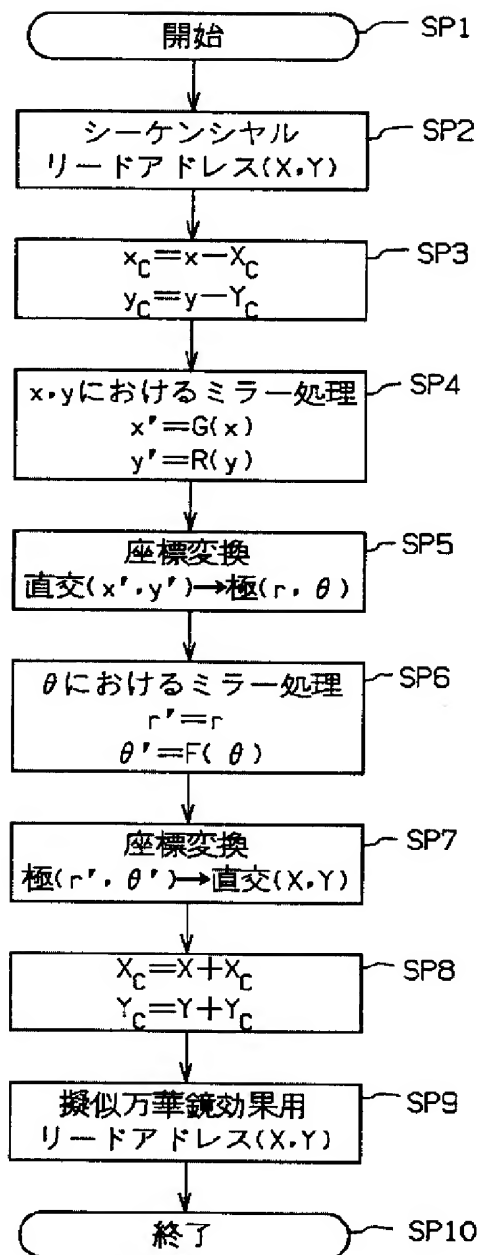 開始 SP1
シーケンシャル SP2
リードアドレス(X,Y)
x_C=x−X_C SP3
y_C=y−Y_C
x,yにおけるミラー処理 SP4
x'=G(x)
y'=R(y)
座標変換 SP5
直交(x',y')→極(r,θ)
θにおけるミラー処理 SP6
r'=r
θ'=F(θ)
座標変換 SP7
極(r',θ')→直交(X,Y)
X_C=X+X_C SP8
Y_C=Y+Y_C
擬似万華鏡効果用 SP9
リードアドレス(X,Y)
終了 SP10